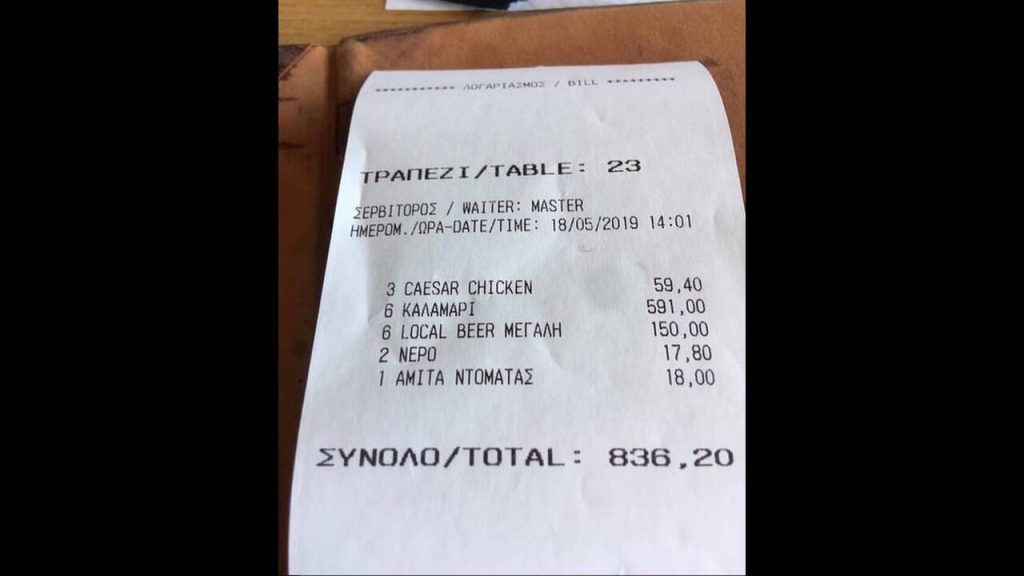 *********** ΛΟΓΑΡΙΑΣΜΟΣ / BILL *********
ΤΡΑΠΕΖΙ/TABLE: 23
ΣΕΡΒΙΤΟΡΟΣ / WAITER: MASTER
ΗΜΕΡΟΜ./ΩΡΑ-DATE/TIME: 18/05/2019 14:01
3 CAESAR CHICKEN 59,40
6 ΚΑΛΑΜΑΡΙ 591,00
6 LOCAL BEER ΜΕΓΑΛΗ 150,00
2 ΝΕΡΟ 17,80
1 ΑΜΙΤΑ ΝΤΟΜΑΤΑΣ 18,00
ΣΥΝΟΛΟ/TOTAL: 836,20